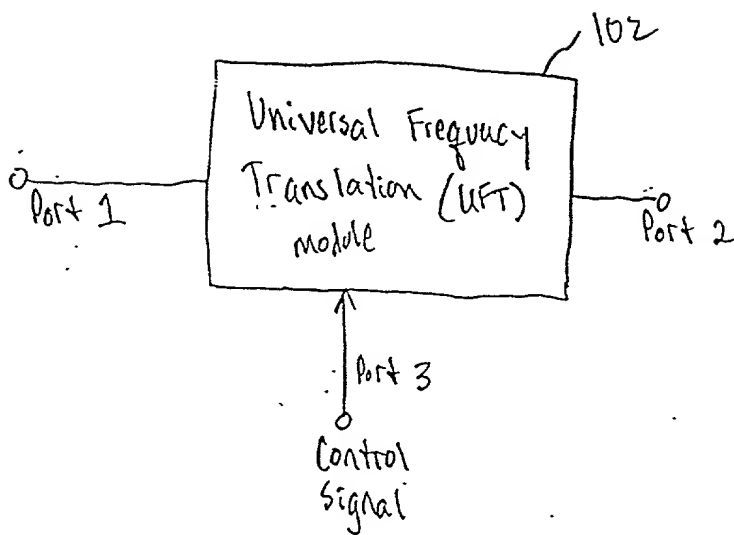 102
Universal Frequency
Translation (UFT)
module
Port 1
Port 2
Port 3
Control
Signal